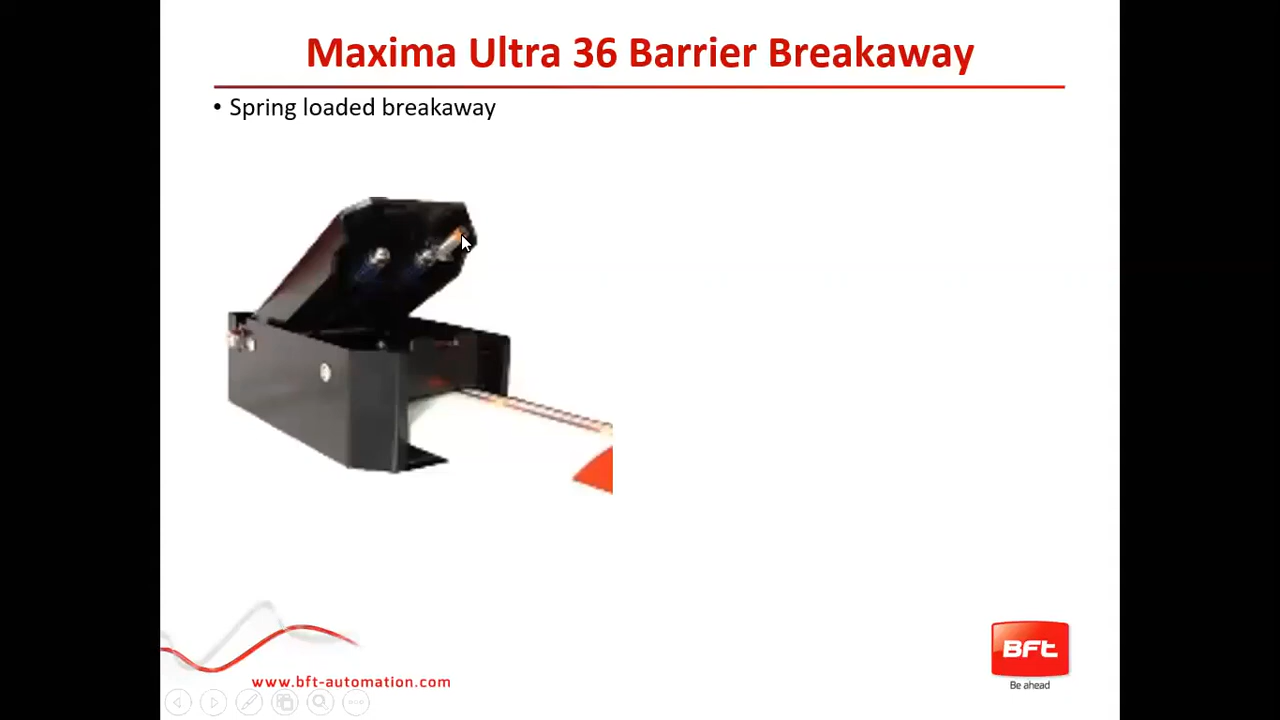 Maxima Ultra 36 Barrier Breakaway
• Spring loaded breakaway
www.bft-automation.com
BFt
Be ahead